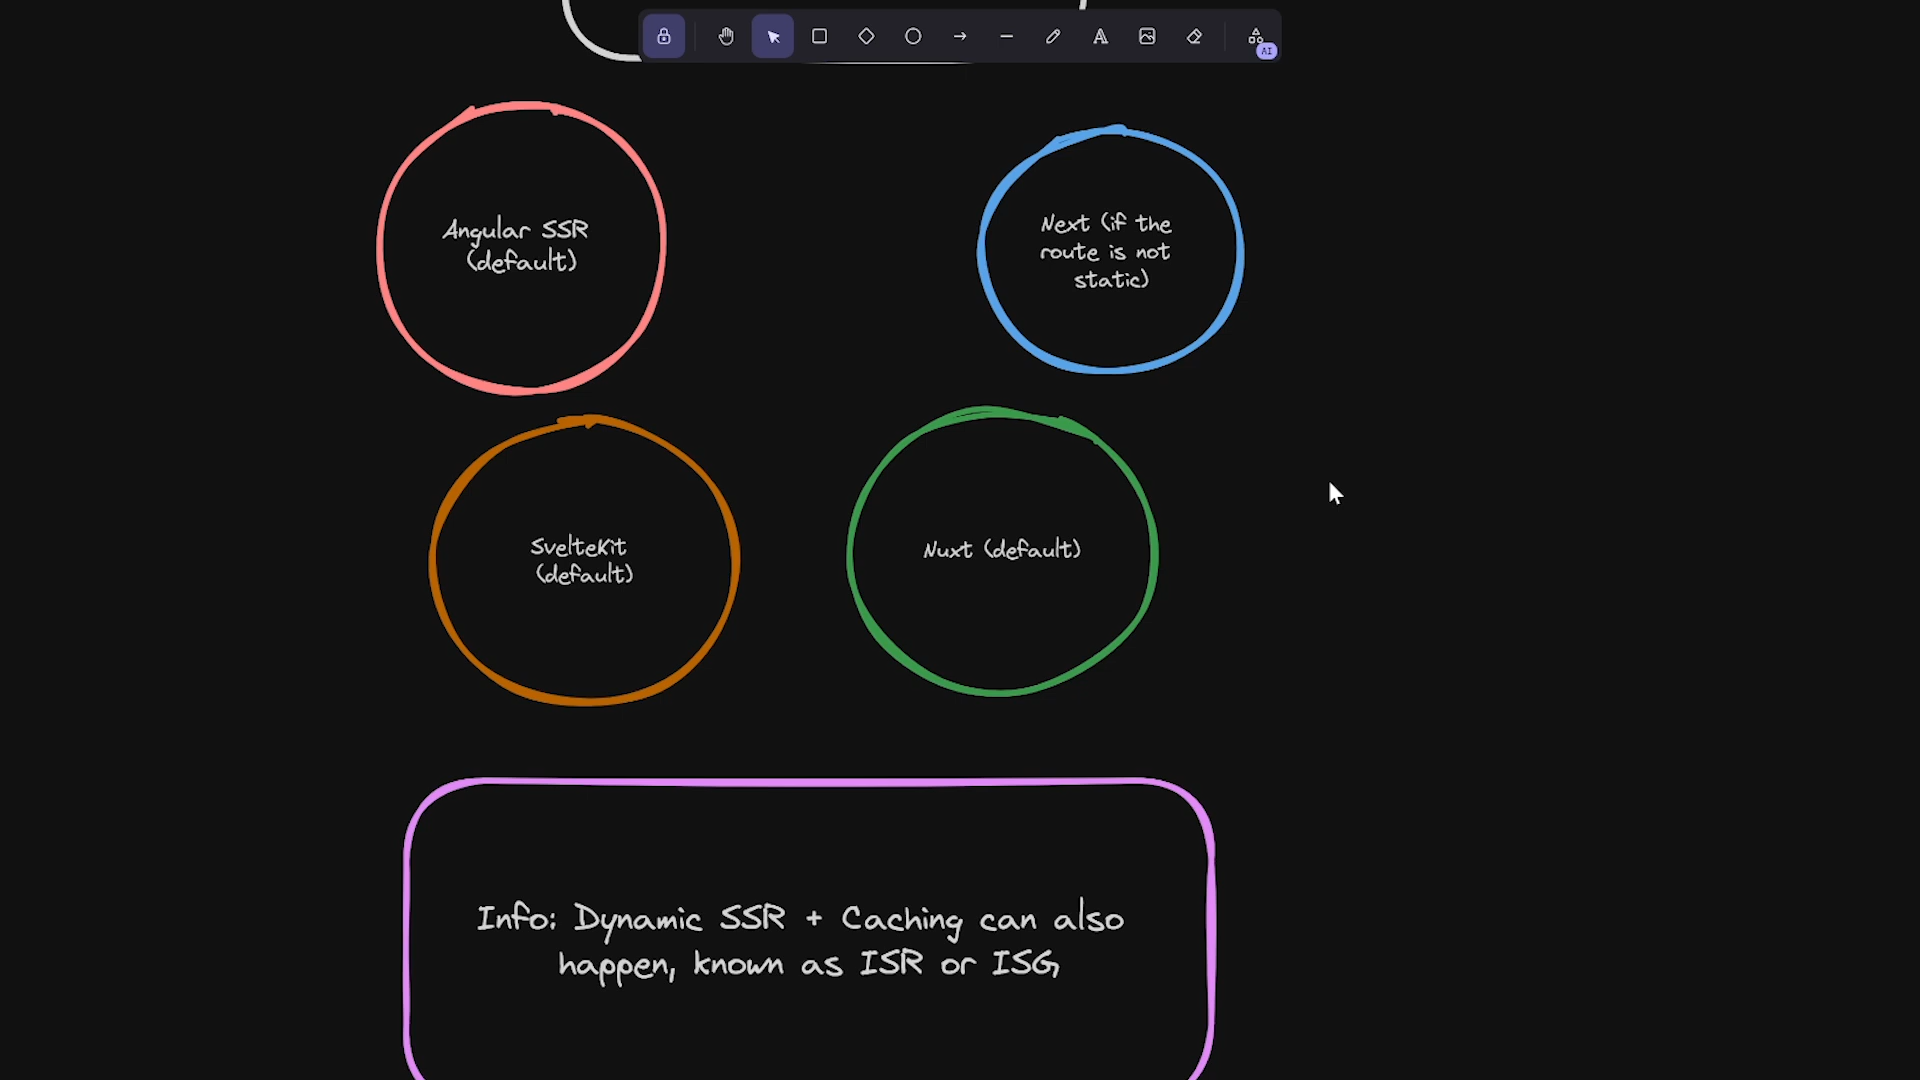 AI
Angular SSR
(default)
Next (if the
route is not
static)
SvelteKit
(default)
Nuxt (default)
Info: Dynamic SSR + Caching can also
happen, known as ISR or ISG